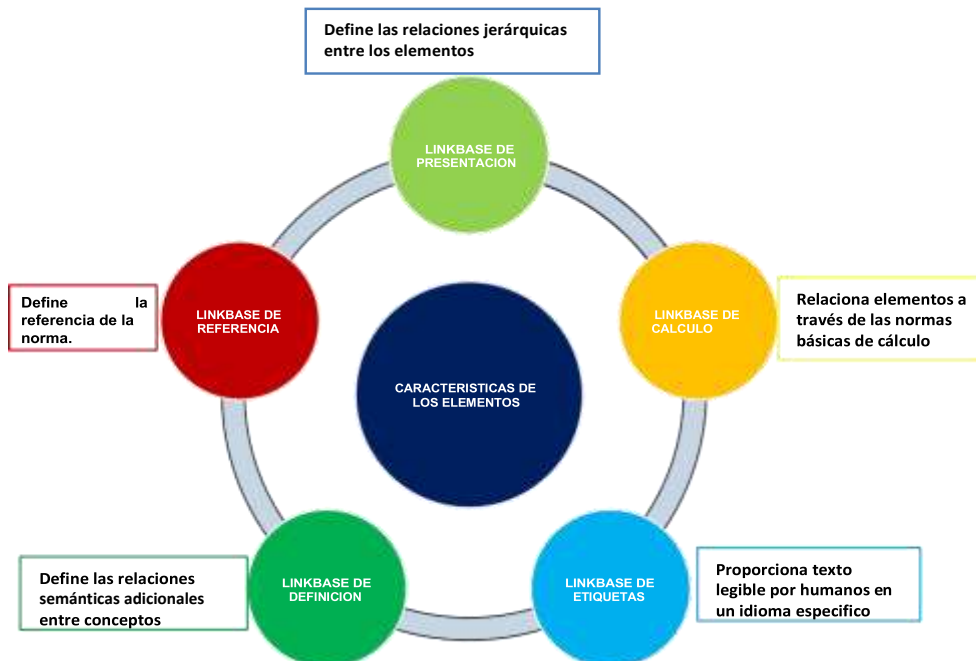 Define las relaciones jerárquicas
entre los elementos
LINKBASE DE
PRESENTACION
Define la
referencia de la
norma.
LINKBASE DE
REFERENCIA
LINKBASE DE
CALCULO
Relaciona elementos a
través de las normas
básicas de cálculo
CARACTERISTICAS DE
LOS ELEMENTOS
Define las relaciones
semánticas adicionales
entre conceptos
LINKBASE DE
DEFINICION
LINKBASE DE
ETIQUETAS
Proporciona texto
legible por humanos en
un idioma especifico